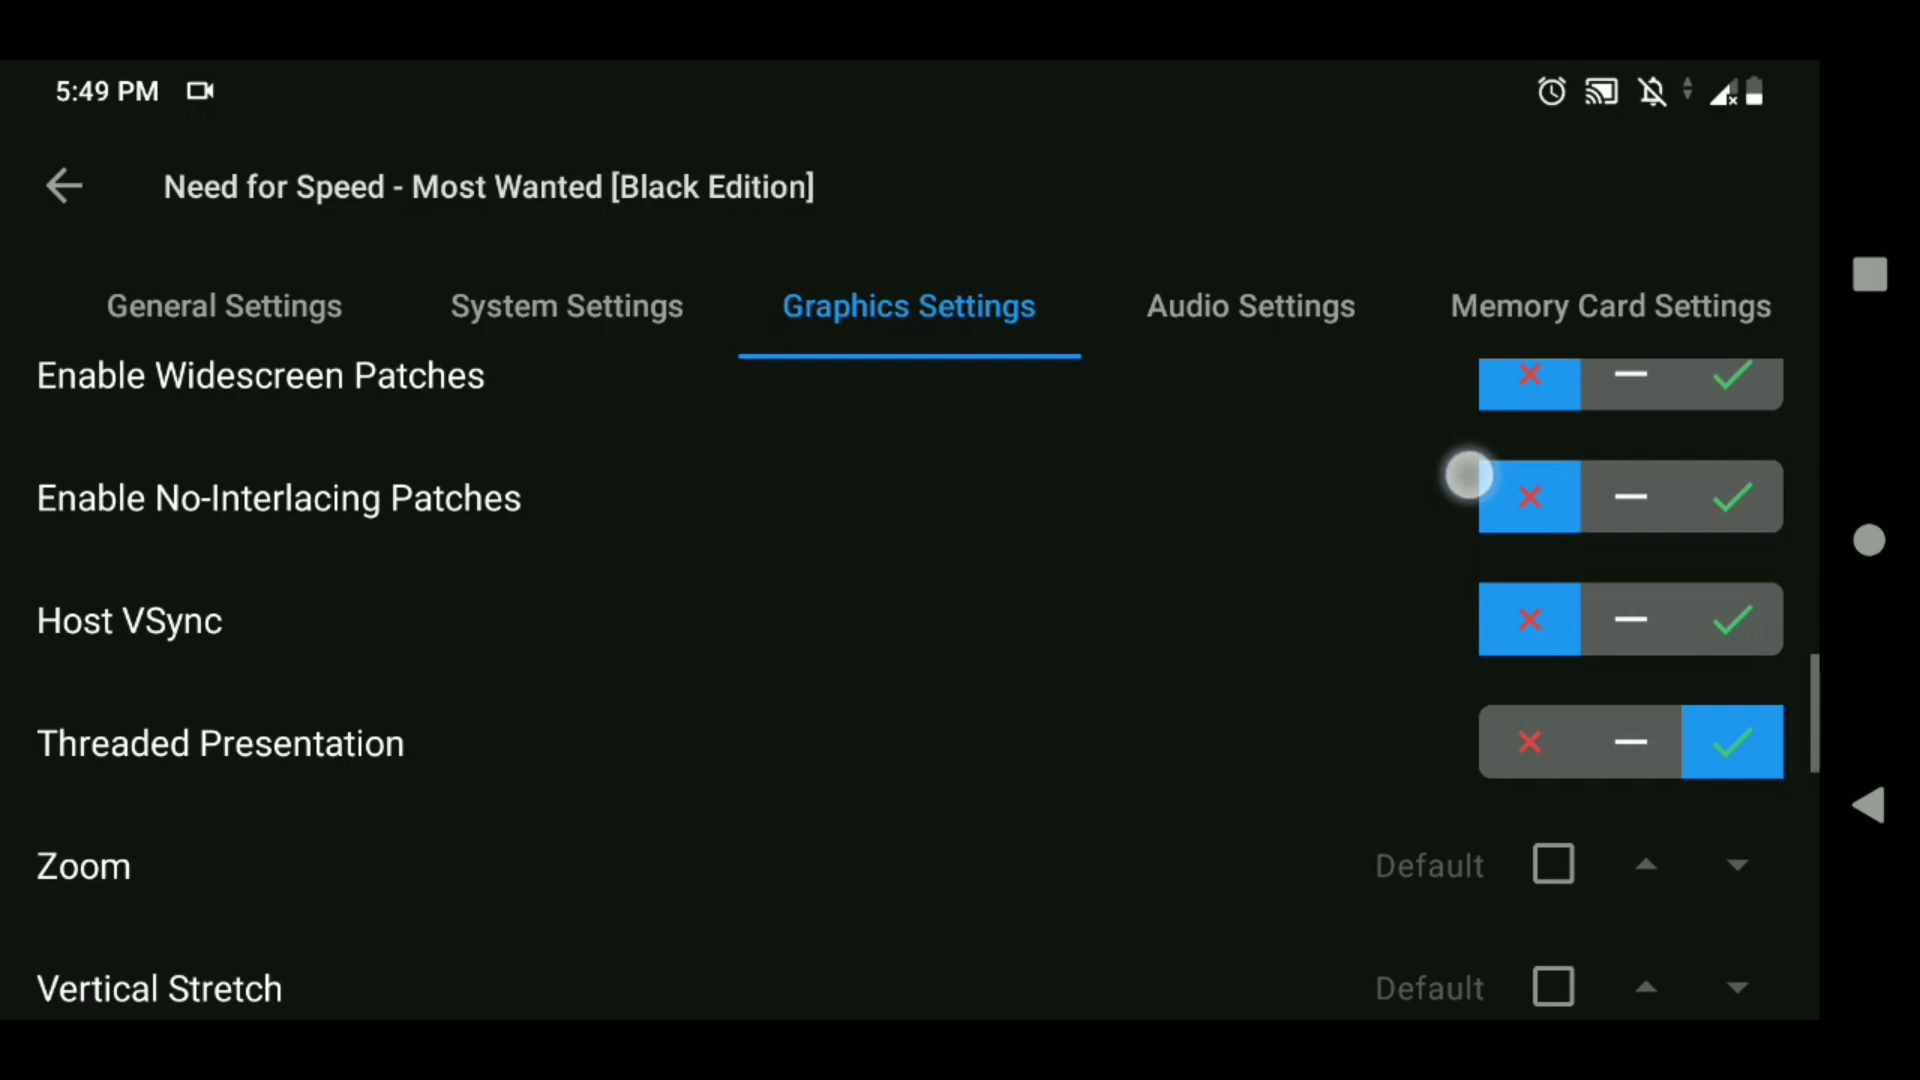 5:49 PM
Need for Speed - Most Wanted [Black Edition]
General Settings System Settings Graphics Settings Audio Settings Memory Card Settings
Enable Widescreen Patches
Enable No-Interlacing Patches
Host VSync
Threaded Presentation
Zoom Default
Vertical Stretch Default